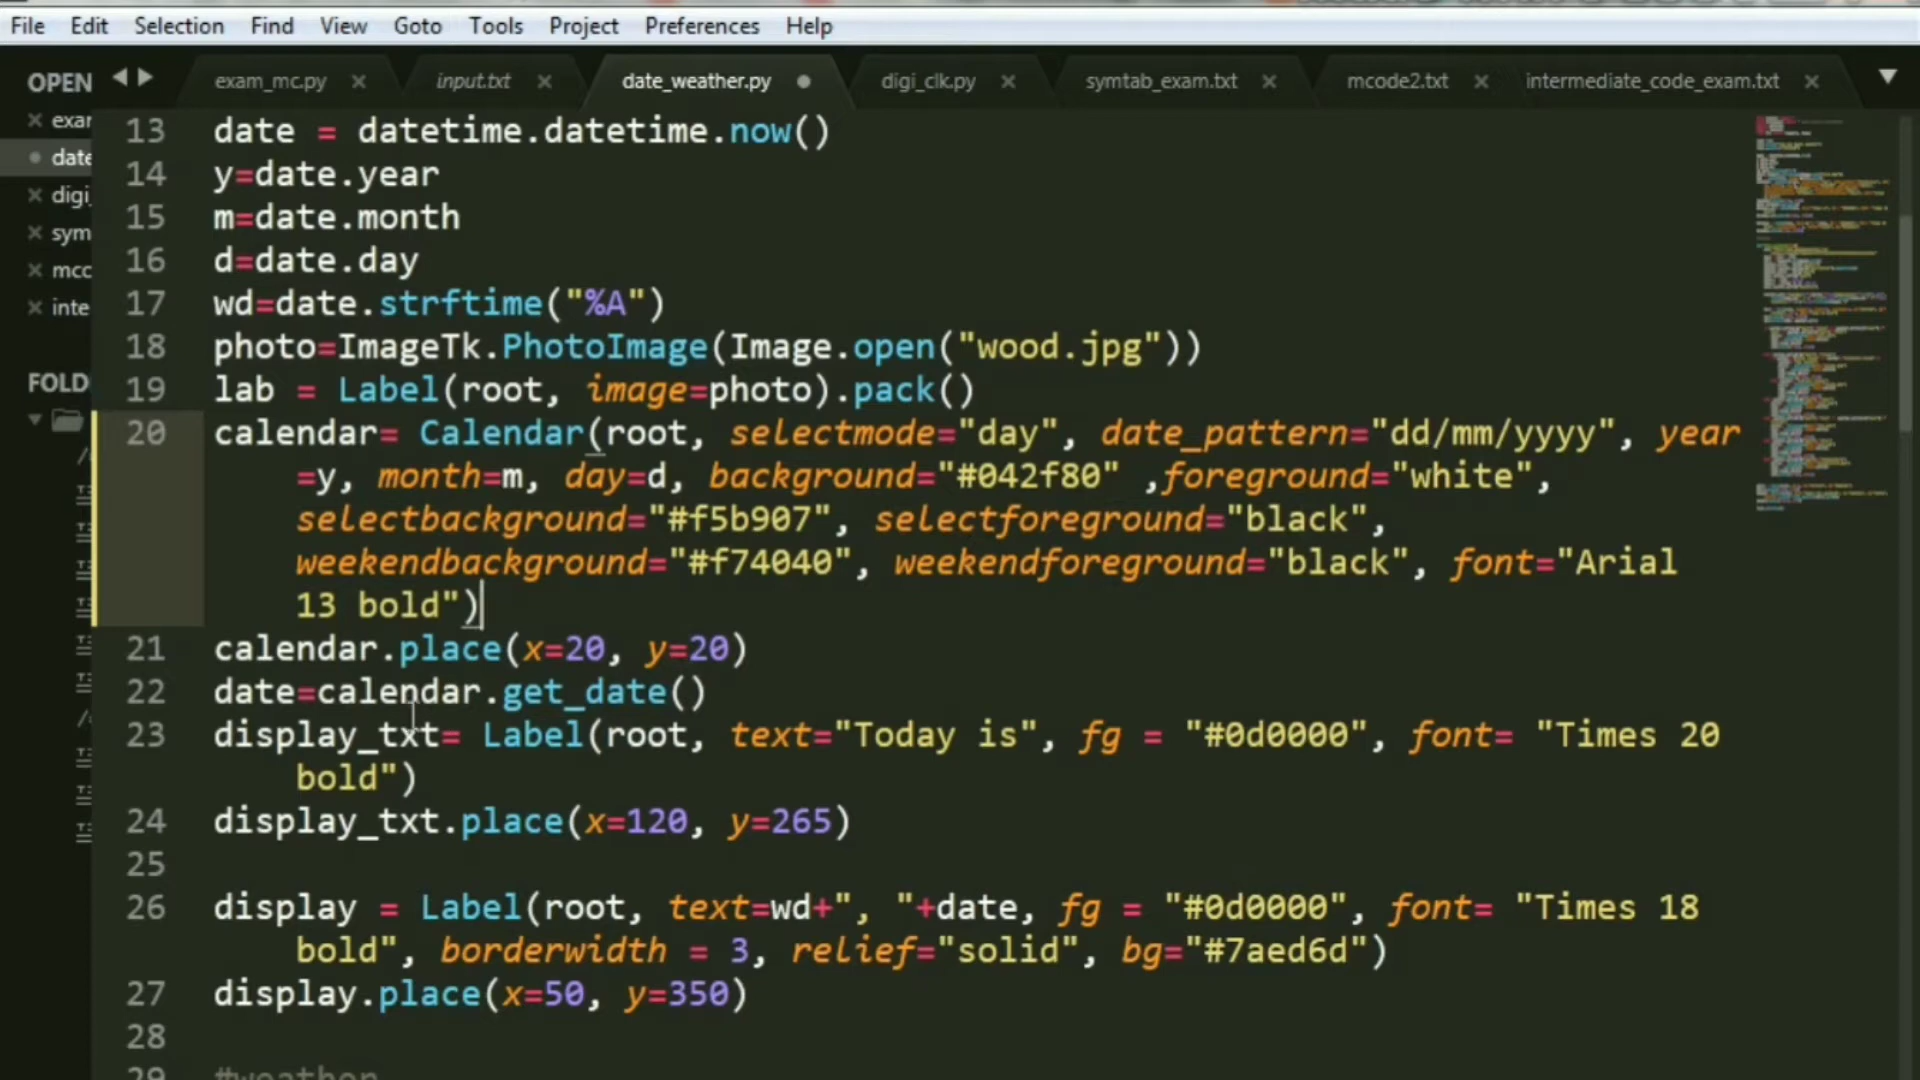 File Edit Selection Find View Goto Tools Project Preferences Help
OPEN
exam_mc.py input.txt date_weather.py digi_clk.py symtab_exam.txt mcode2.txt intermediate_code_exam.txt
exam
date
digi_
sym
mcc
inte
FOLD
13 date = datetime.datetime.now()
14 y=date.year
15 m=date.month
16 d=date.day
17 wd=date.strftime("%A")
18 photo=ImageTk.PhotoImage(Image.open("wood.jpg"))
19 lab = Label(root, image=photo).pack()
20 calendar= Calendar(root, selectmode="day", date_pattern="dd/mm/yyyy", year
=y, month=m, day=d, background="#042f80" ,foreground="white",
selectbackground="#f5b907", selectforeground="black",
weekendbackground="#f74040", weekendforeground="black", font="Arial
13 bold")
21 calendar.place(x=20, y=20)
22 date=calendar.get_date()
23 display_txt= Label(root, text="Today is", fg = "#0d0000", font= "Times 20
bold")
24 display_txt.place(x=120, y=265)
25
26 display = Label(root, text=wd+", "+date, fg = "#0d0000", font= "Times 18
bold", borderwidth = 3, relief="solid", bg="#7aed6d")
27 display.place(x=50, y=350)
28
29 #weather